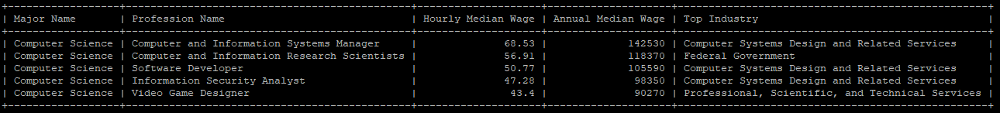 +------------------+----------------------------------------------+---------------------+---------------------+---------------------------------------------------+
| Major Name       | Profession Name                              | Hourly Median Wage | Annual Median Wage | Top Industry                                     |
+------------------+----------------------------------------------+---------------------+---------------------+---------------------------------------------------+
| Computer Science | Computer and Information Systems Manager     |              68.53 |             142530 | Computer Systems Design and Related Services     |
| Computer Science | Computer and Information Research Scientists |              56.91 |             118370 | Federal Government                               |
| Computer Science | Software Developer                           |              50.77 |             105590 | Computer Systems Design and Related Services     |
| Computer Science | Information Security Analyst                 |              47.28 |              98350 | Computer Systems Design and Related Services     |
| Computer Science | Video Game Designer                          |               43.4 |              90270 | Professional, Scientific, and Technical Services |
+------------------+----------------------------------------------+---------------------+---------------------+---------------------------------------------------+